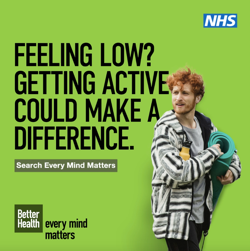 NHS
FEELING LOW?
GETTING ACTIVE
COULD MAKE A
DIFFERENCE.
Search Every Mind Matters
Better
Health
every mind
matters